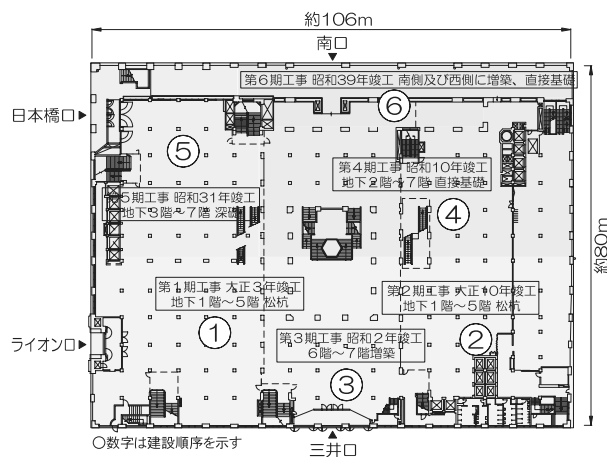 約106m
南口
第6期工事 昭和39年竣工 南側及び西側に増築、直接基礎
⑥
日本橋口
⑤
第4期工事 昭和10年竣工
地下2階〜7階 直接基礎
第5期工事 昭和31年竣工
地下3階〜7階 深礎
④
約80m
第1期工事 大正3年竣工
地下1階〜5階 松杭
第2期工事 大正10年竣工
地下1階〜5階 松杭
①
ライオン口
第3期工事 昭和2年竣工
6階〜7階増築
②
③
○数字は建設順序を示す
三井口